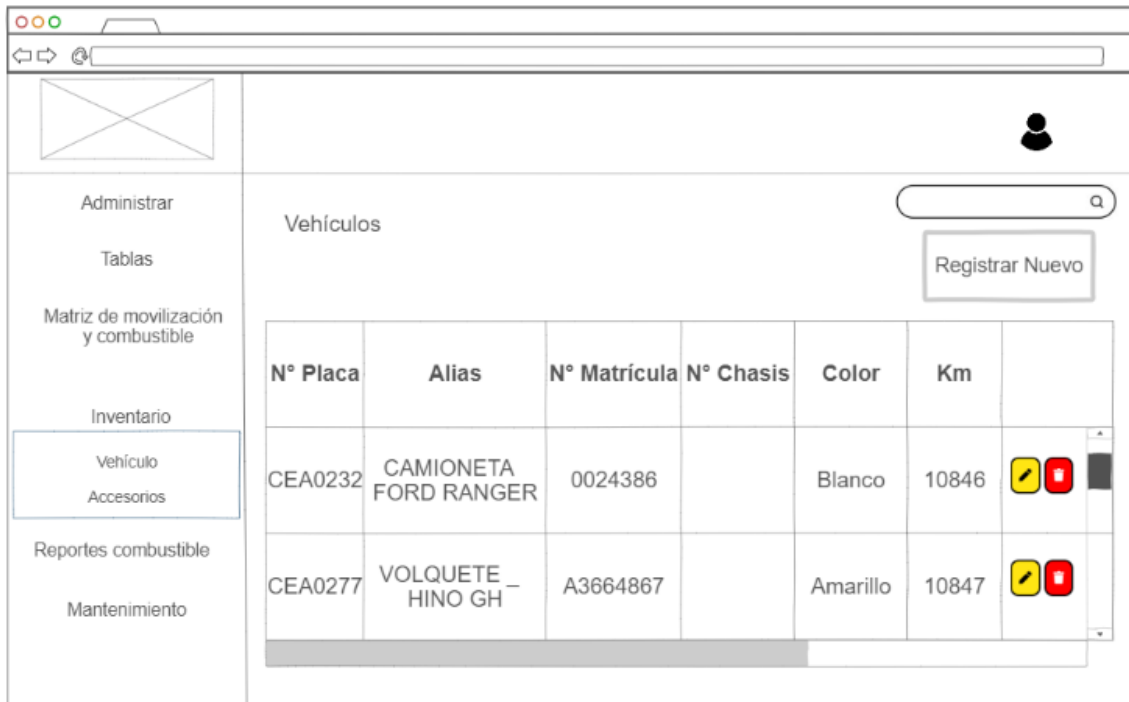 Administrar
Tablas
Matriz de movilización
y combustible
Inventario
Vehículo
Accesorios
Reportes combustible
Mantenimiento
Vehículos
Registrar Nuevo
N° Placa Alias N° Matrícula N° Chasis Color Km
CEA0232 CAMIONETA FORD RANGER 0024386 Blanco 10846
CEA0277 VOLQUETE _ HINO GH A3664867 Amarillo 10847